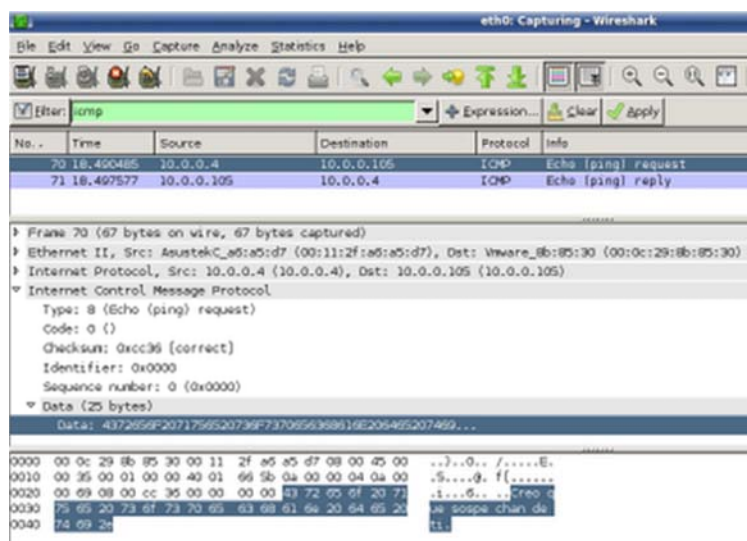 eth0: Capturing - Wireshark
File Edit View Go Capture Analyze Statistics Help
Filter: icmp Expression... Clear Apply
No. . Time Source Destination Protocol Info
70 18.490485 10.0.0.4 10.0.0.105 ICMP Echo (ping) request
71 18.497577 10.0.0.105 10.0.0.4 ICMP Echo (ping) reply
Frame 70 (67 bytes on wire, 67 bytes captured)
Ethernet II, Src: AsustekC_a6:a5:d7 (00:11:2f:a6:a5:d7), Dst: Vmware_8b:85:30 (00:0c:29:8b:85:30)
Internet Protocol, Src: 10.0.0.4 (10.0.0.4), Dst: 10.0.0.105 (10.0.0.105)
Internet Control Message Protocol
Type: 8 (Echo (ping) request)
Code: 0 ()
Checksum: 0xcc36 [correct]
Identifier: 0x0000
Sequence number: 0 (0x0000)
Data (25 bytes)
Data: 4372656F2071756520736F7370656368616E206465207469...
0000 00 0c 29 8b 85 30 00 11 2f a6 a5 d7 08 00 45 00 ..)..0.. /.....E.
0010 00 35 00 01 00 00 40 01 66 5b 0a 00 00 04 0a 00 .5....@. f[......
0020 00 69 08 00 cc 36 00 00 00 00 43 72 65 6f 20 71 .i...6.. ..Creo q
0030 75 65 20 73 6f 73 70 65 63 68 61 6e 20 64 65 20 ue sospe chan de
0040 74 69 2e ti.